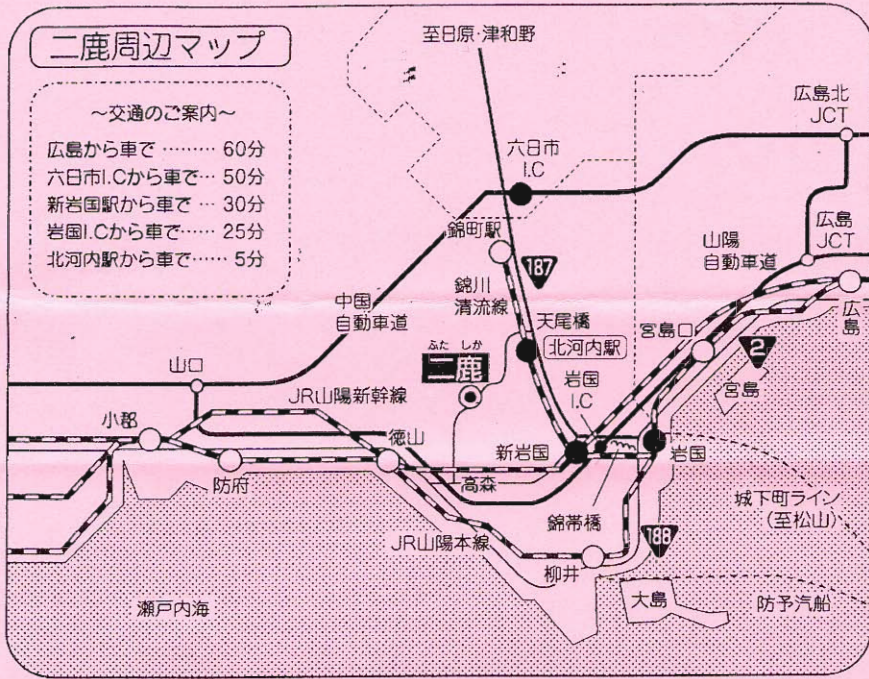 二鹿周辺マップ
～交通のご案内～
広島から車で……… 60分
六日市I.Cから車で… 50分
新岩国駅から車で… 30分
岩国I.Cから車で…… 25分
北河内駅から車で…… 5分
至日原・津和野
広島北
JCT
六日市
I.C
広島
JCT
山陽
自動車道
錦町駅
187
錦川
清流線
中国
自動車道
天尾橋
北河内駅
宮島口
広島
2
宮島
ふた しか
二鹿
岩国
I.C
山口
JR山陽新幹線
小郡
徳山
新岩国
岩国
防府
高森
錦帯橋
城下町ライン
(至松山)
JR山陽本線
188
柳井
大島
防予汽船
瀬戸内海